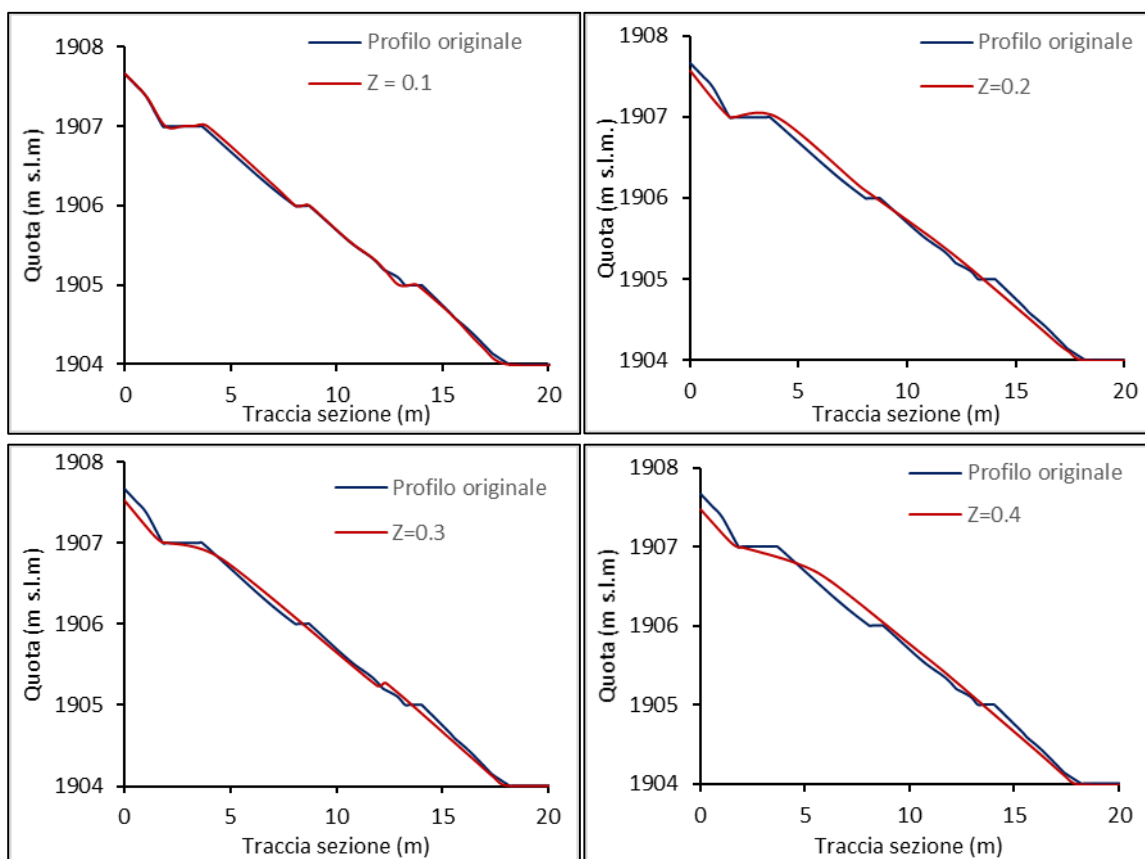 1908
1907
1906
1905
1904
Quota (m s.l.m)
Profilo originale
Z = 0.1
0 5 10 15 20
Traccia sezione (m)
1908
1907
1906
1905
1904
Quota (m s.l.m.)
Profilo originale
Z=0.2
0 5 10 15 20
Traccia sezione (m)
1908
1907
1906
1905
1904
Quota (m s.l.m)
Profilo originale
Z=0.3
0 5 10 15 20
Traccia sezione (m)
1908
1907
1906
1905
1904
Quota (m s.l.m)
Profilo originale
Z=0.4
0 5 10 15 20
Traccia sezione (m)